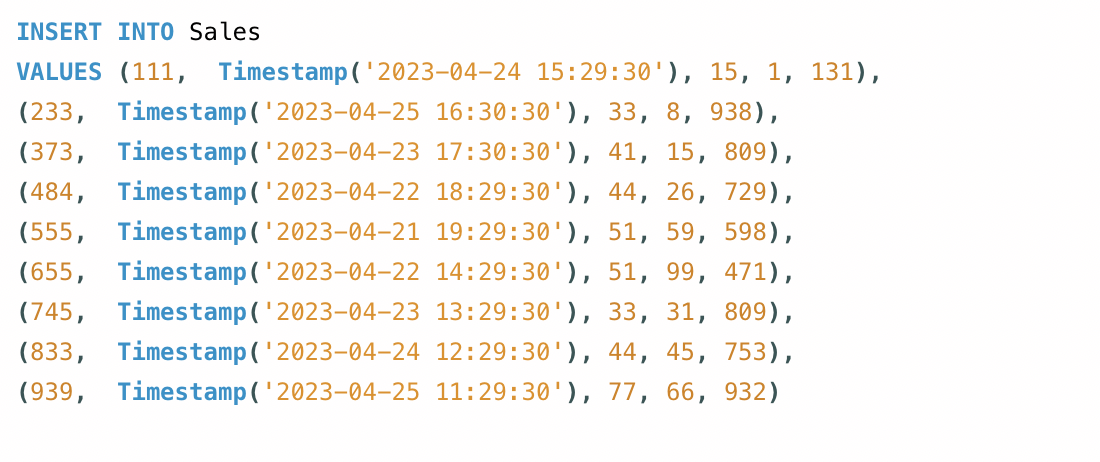 INSERT INTO Sales
VALUES (111,  Timestamp('2023-04-24 15:29:30'), 15, 1, 131),
(233,  Timestamp('2023-04-25 16:30:30'), 33, 8, 938),
(373,  Timestamp('2023-04-23 17:30:30'), 41, 15, 809),
(484,  Timestamp('2023-04-22 18:29:30'), 44, 26, 729),
(555,  Timestamp('2023-04-21 19:29:30'), 51, 59, 598),
(655,  Timestamp('2023-04-22 14:29:30'), 51, 99, 471),
(745,  Timestamp('2023-04-23 13:29:30'), 33, 31, 809),
(833,  Timestamp('2023-04-24 12:29:30'), 44, 45, 753),
(939,  Timestamp('2023-04-25 11:29:30'), 77, 66, 932)